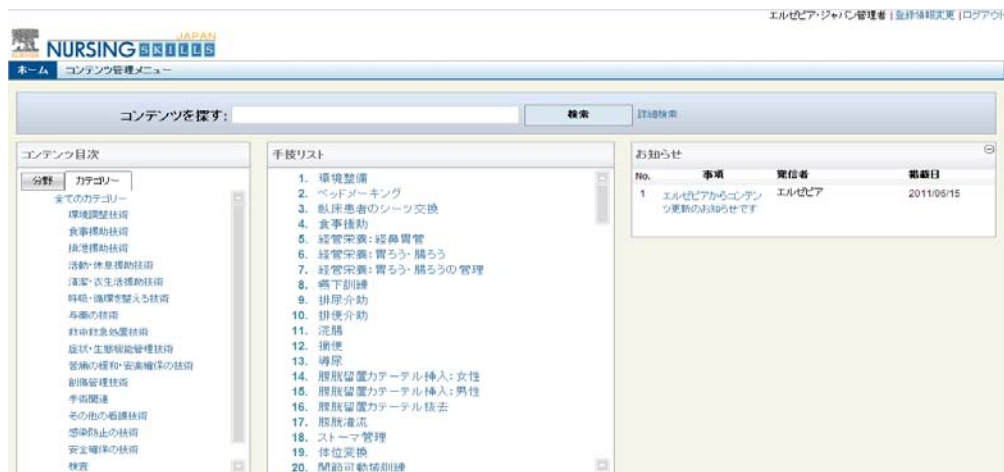 エルゼビア・ジャパン管理者 | 登録情報変更 | ログアウト
JAPAN
NURSING SKILLS
ホーム コンテンツ管理メニュー
コンテンツを探す: 検索 詳細検索
コンテンツ目次
分野 カテゴリー
全てのカテゴリー
環境調整技術
食事援助技術
排泄援助技術
活動・休息援助技術
清潔・衣生活援助技術
呼吸・循環を整える技術
与薬の技術
救命救急処置技術
症状・生態機能管理技術
苦痛の緩和・安楽確保の技術
創傷管理技術
手術関連
その他の看護技術
感染防止の技術
安全確保の技術
検査
手技リスト
1. 環境整備
2. ベッドメーキング
3. 臥床患者のシーツ交換
4. 食事援助
5. 経管栄養：経鼻胃管
6. 経管栄養：胃ろう・腸ろう
7. 経管栄養：胃ろう・腸ろうの管理
8. 嚥下訓練
9. 排尿介助
10. 排便介助
11. 浣腸
12. 摘便
13. 導尿
14. 膀胱留置カテーテル挿入：女性
15. 膀胱留置カテーテル挿入：男性
16. 膀胱留置カテーテル抜去
17. 膀胱灌流
18. ストーマ管理
19. 体位変換
20. 関節可動域訓練
お知らせ
No. 事項 発信者 掲載日
1 エルゼビアからコンテン エルゼビア 2011/06/15
ツ更新のお知らせです